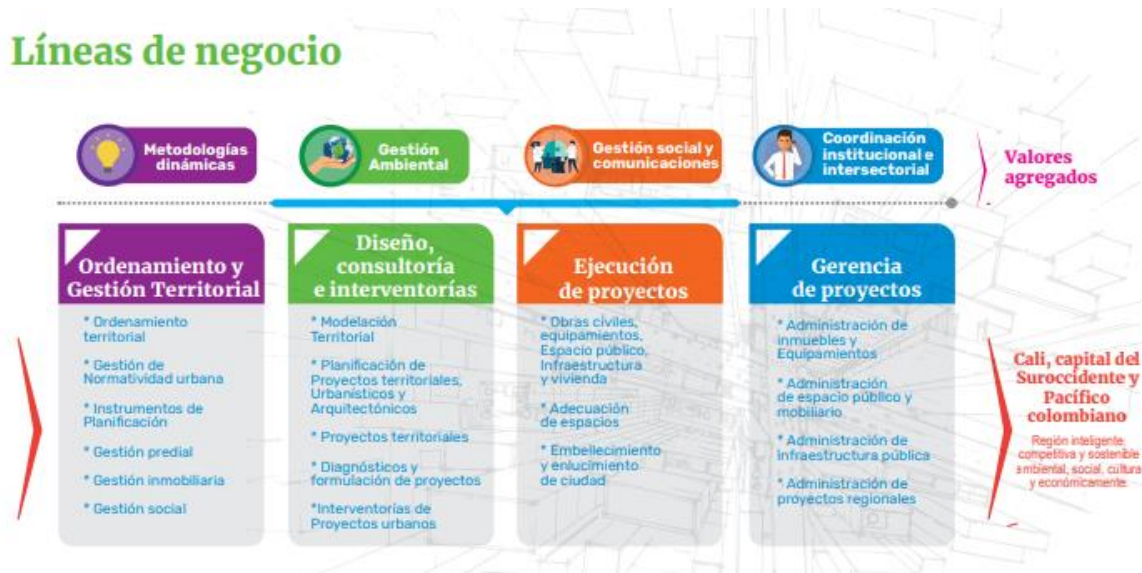 Líneas de negocio
Metodologías
dinámicas
Gestión
Ambiental
Gestión social y
comunicaciones
Coordinación
institucional e
intersectorial
Valores
agregados
Ordenamiento y
Gestión Territorial
* Ordenamiento
territorial
* Gestión de
Normatividad urbana
* Instrumentos de
Planificación
* Gestión predial
* Gestión inmobiliaria
* Gestión social
Diseño,
consultoría
e interventorías
* Modelación
Territorial
* Planificación de
Proyectos territoriales,
Urbanísticos y
Arquitectónicos
* Proyectos territoriales
* Diagnósticos y
formulación de proyectos
*Interventorías de
Proyectos urbanos
Ejecución
de proyectos
* Obras civiles,
equipamientos,
Espacio público,
Infraestructura
y vivienda
* Adecuación
de espacios
* Embellecimiento
y enlucimiento
de ciudad
Gerencia
de proyectos
* Administración de
inmuebles y
Equipamientos
* Administración
de espacio público y
mobiliario
* Administración de
infraestructura pública
* Administración de
proyectos regionales
Cali, capital del
Suroccidente y
Pacífico
colombiano
Región inteligente,
competitiva y sostenible
ambiental, social, cultura
y económicamente.